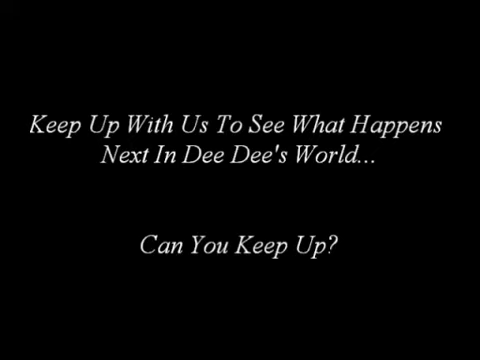 Keep Up With Us To See What Happens
Next In Dee Dee's World...
Can You Keep Up?